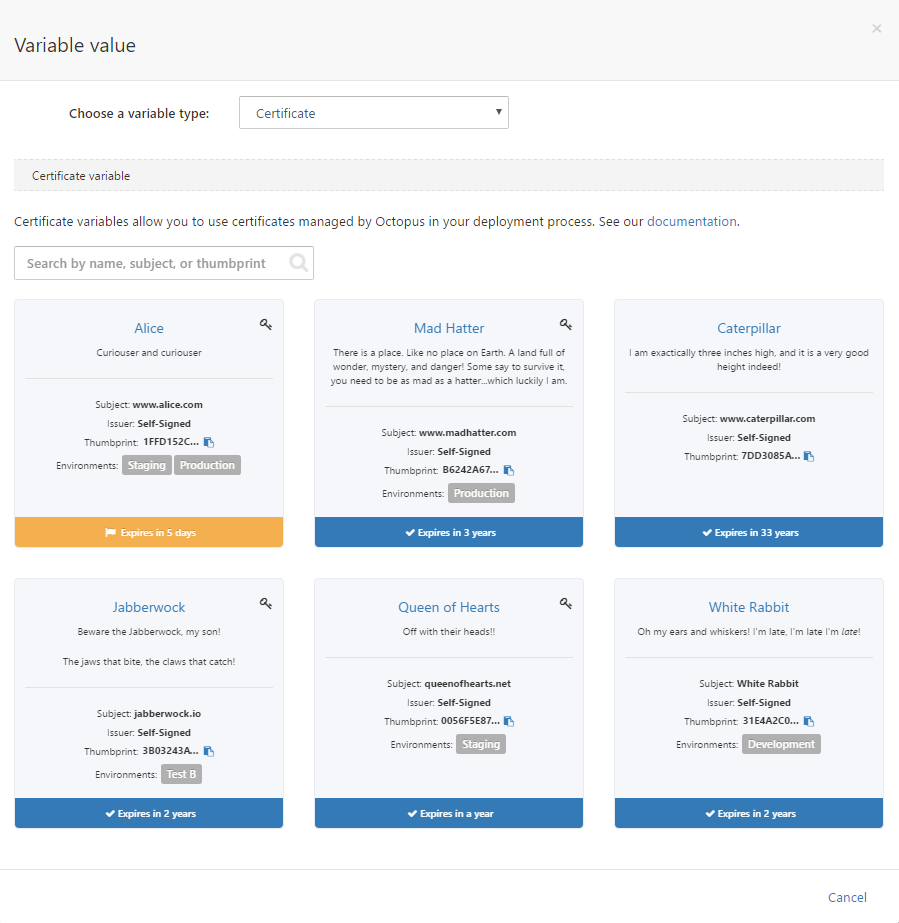 Variable value
×
Choose a variable type:
Certificate
Certificate variable
Certificate variables allow you to use certificates managed by Octopus in your deployment process. See our documentation.
Search by name, subject, or thumbprint
Alice
Curiouser and curiouser
Subject: www.alice.com
Issuer: Self-Signed
Thumbprint: 1FFD152C...
Environments: Staging Production
Expires in 5 days
Mad Hatter
There is a place. Like no place on Earth. A land full of
wonder, mystery, and danger! Some say to survive it,
you need to be as mad as a hatter...which luckily I am.
Subject: www.madhatter.com
Issuer: Self-Signed
Thumbprint: B6242A67...
Environments: Production
Expires in 3 years
Caterpillar
I am exactically three inches high, and it is a very good
height indeed!
Subject: www.caterpillar.com
Issuer: Self-Signed
Thumbprint: 7DD3085A...
Expires in 33 years
Jabberwock
Beware the Jabberwock, my son!
The jaws that bite, the claws that catch!
Subject: jabberwock.io
Issuer: Self-Signed
Thumbprint: 3B03243A...
Environments: Test B
Expires in 2 years
Queen of Hearts
Off with their heads!!
Subject: queenofhearts.net
Issuer: Self-Signed
Thumbprint: 0056F5E87...
Environments: Staging
Expires in a year
White Rabbit
Oh my ears and whiskers! I'm late, I'm late I'm late!
Subject: White Rabbit
Issuer: Self-Signed
Thumbprint: 31E4A2C0...
Environments: Development
Expires in 2 years
Cancel